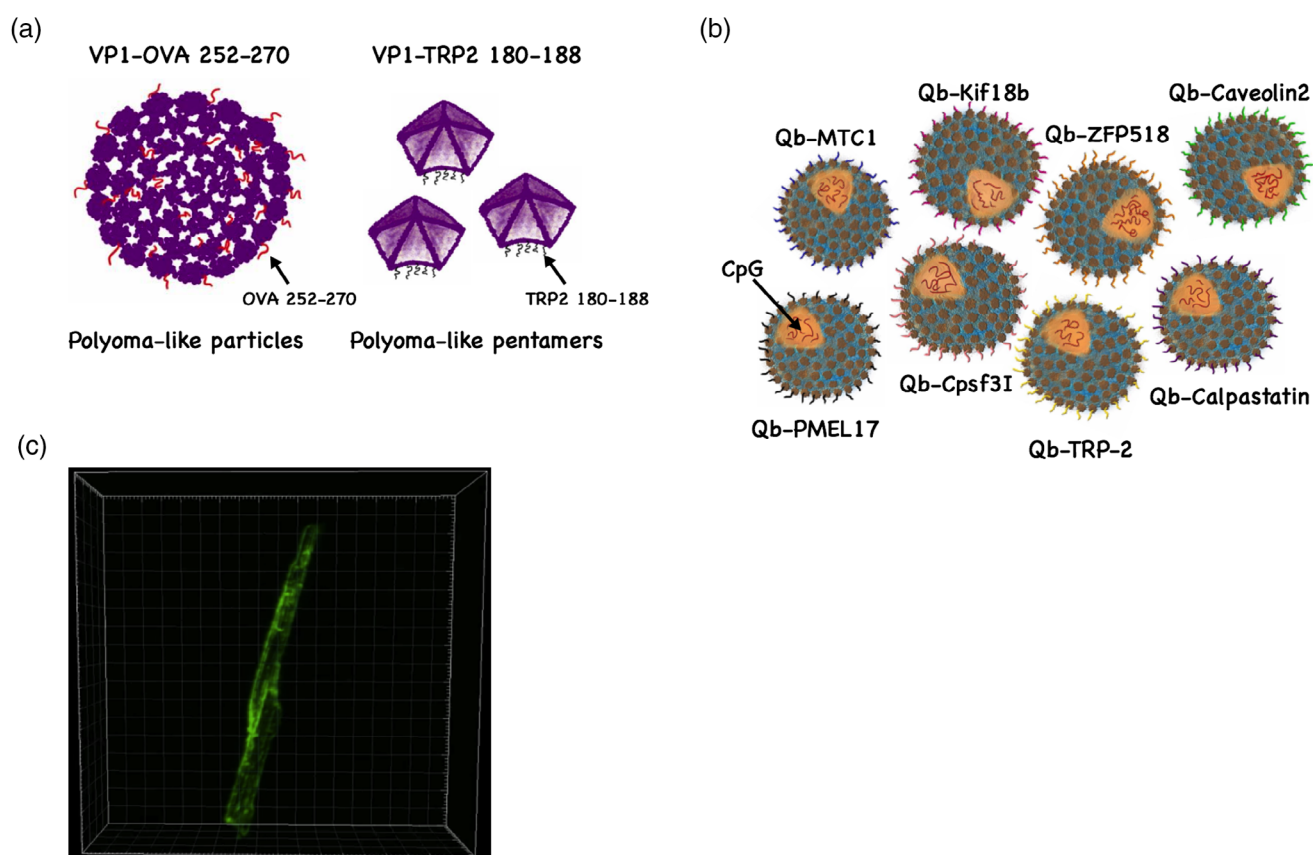 (a)
VP1-OVA 252-270
VP1-TRP2 180-188
OVA 252-270
TRP2 180-188
Polyoma-like particles
Polyoma-like pentamers
(b)
Qb-Kif18b
Qb-Caveolin2
Qb-MTC1
Qb-ZFP518
CpG
Qb-Cpsf3I
Qb-Calpastatin
Qb-PMEL17
Qb-TRP-2
(c)